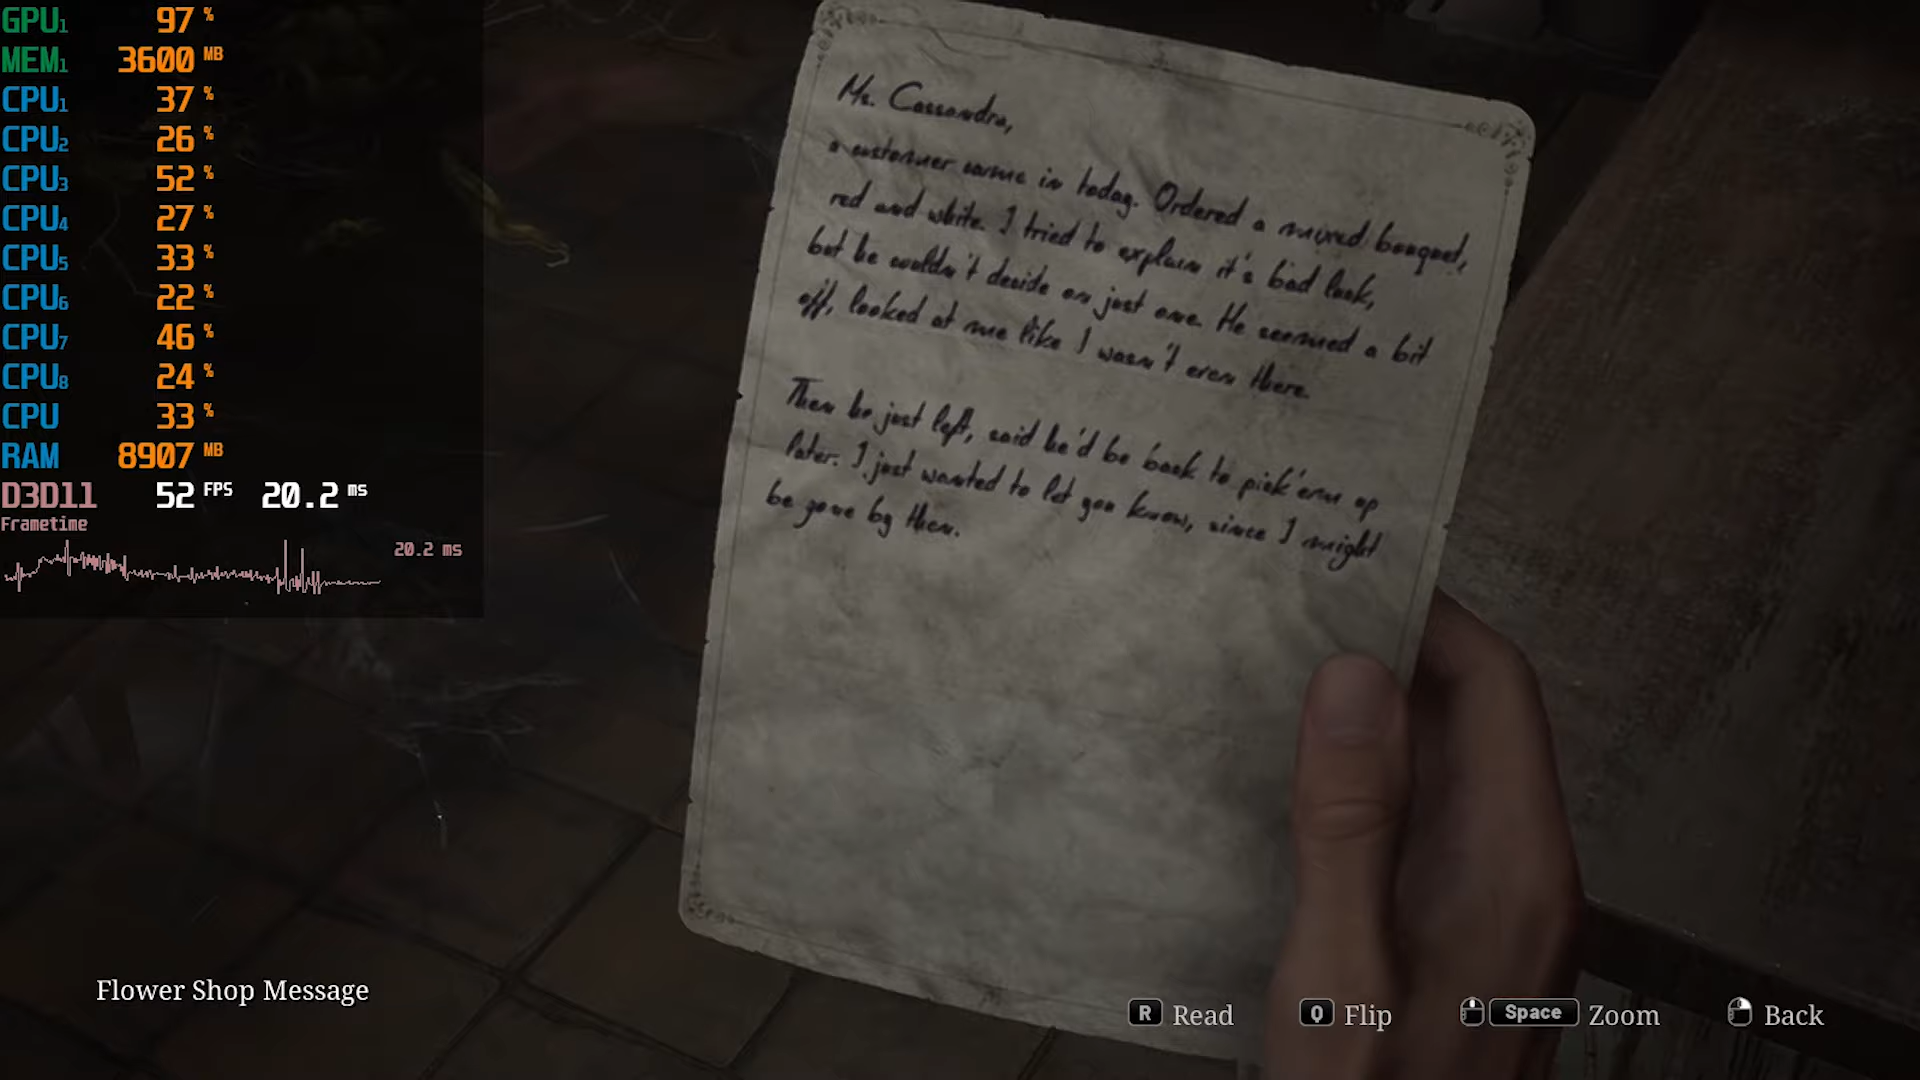 GPU1 97 %
MEM1 3600 MB
CPU1 37 %
CPU2 26 %
CPU3 52 %
CPU4 27 %
CPU5 33 %
CPU6 22 %
CPU7 46 %
CPU8 24 %
CPU 33 %
RAM 8907 MB
D3D11 52 FPS 20.2 ms
Frametime
20.2 ms
Ms. Cassandra,
a customer came in today. Ordered a mixed bouquet,
red and white. I tried to explain it's bad luck,
but he couldn't decide on just one. He seemed a bit
off, looked at me like I wasn't even there.
Then he just left, said he'd be back to pick'em up
later. I just wanted to let you know, since I might
be gone by then.
Flower Shop Message
R Read
Q Flip
Space Zoom
Back